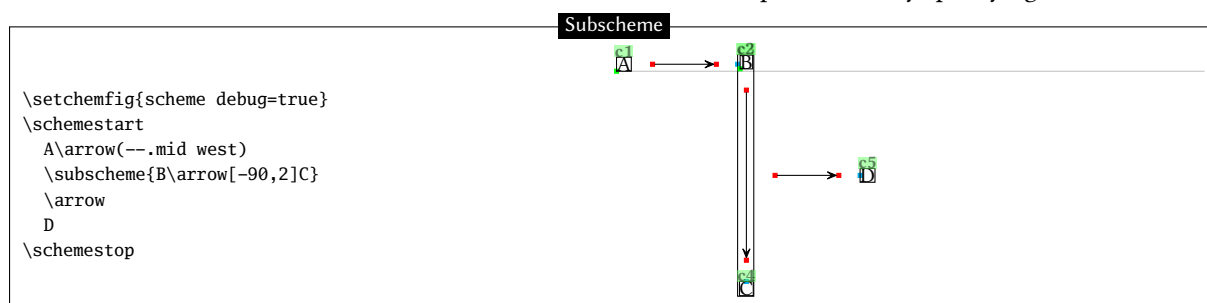 Subscheme
\setchemfig{scheme debug=true}
\schemestart
A\arrow(--.mid west)
\subscheme{B\arrow[-90,2]C}
\arrow
D
\schemestop
c1
A
c2
B
c5
D
c4
C